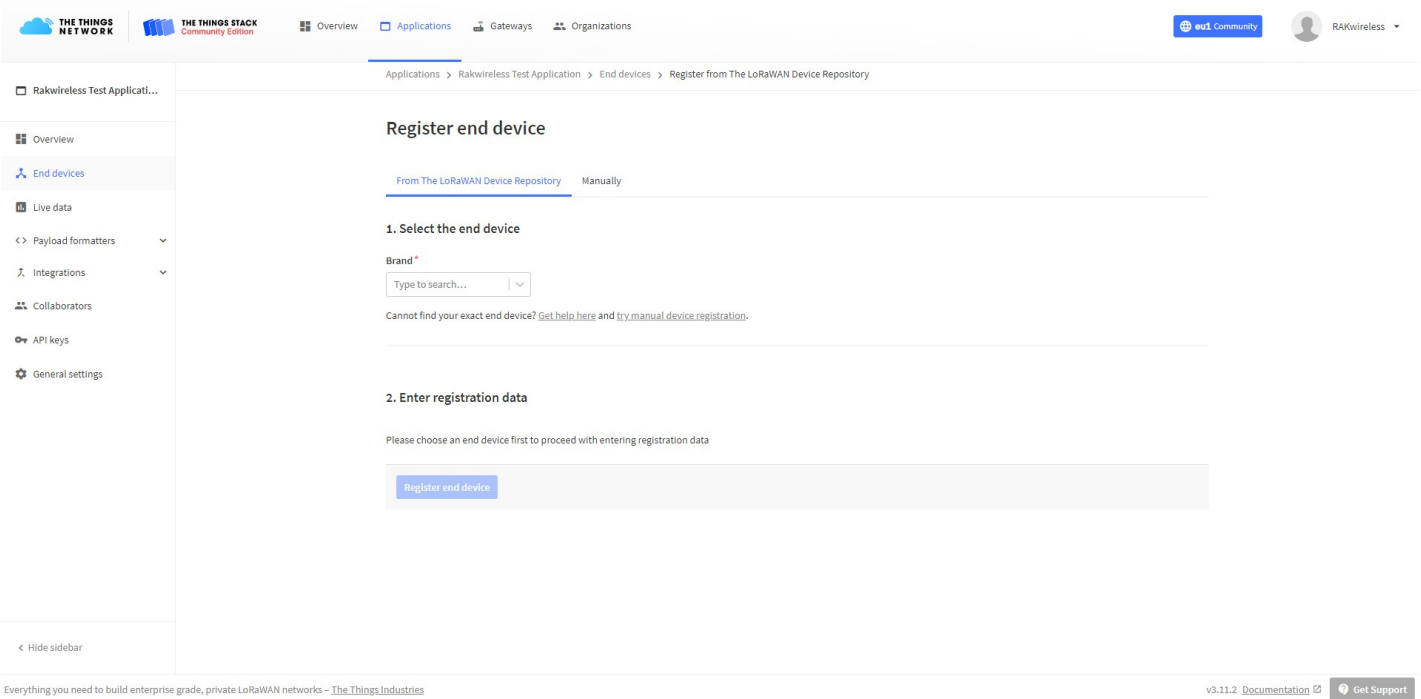 THE THINGS NETWORK
THE THINGS STACK
Community Edition
Overview
Applications
Gateways
Organizations
eu1 Community
RAKwireless
Applications > Rakwireless Test Application > End devices > Register from The LoRaWAN Device Repository
Rakwireless Test Applicati...
Overview
End devices
Live data
Payload formatters
Integrations
Collaborators
API keys
General settings
Hide sidebar
Register end device
From The LoRaWAN Device Repository
Manually
1. Select the end device
Brand*
Type to search...
Cannot find your exact end device? Get help here and try manual device registration.
2. Enter registration data
Please choose an end device first to proceed with entering registration data
Register end device
Everything you need to build enterprise grade, private LoRaWAN networks – The Things Industries
v3.11.2
Documentation
Get Support